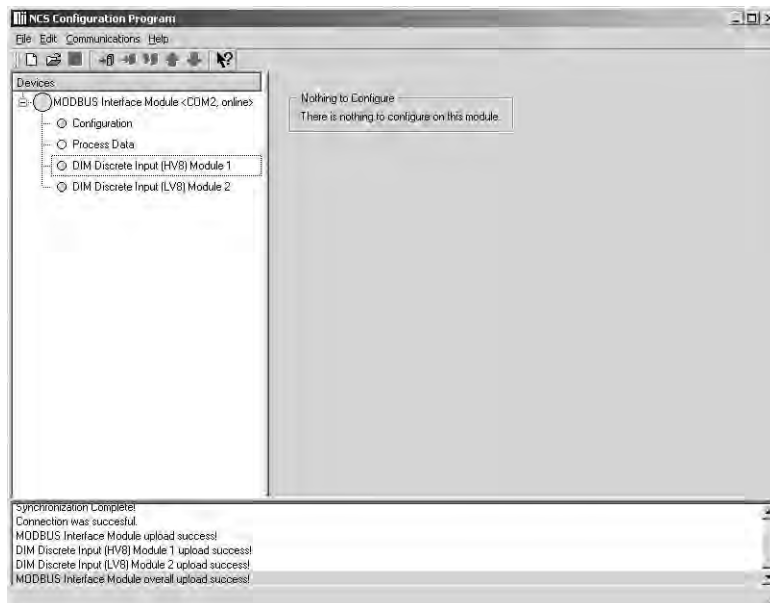 NCS Configuration Program
File Edit Communications Help
Devices
MODBUS Interface Module <COM2, online>
Configuration
Process Data
DIM Discrete Input (HV8) Module 1
DIM Discrete Input (LV8) Module 2
Nothing to Configure
There is nothing to configure on this module.
Synchronization Complete!
Connection was succesful.
MODBUS Interface Module upload success!
DIM Discrete Input (HV8) Module 1 upload success!
DIM Discrete Input (LV8) Module 2 upload success!
MODBUS Interface Module overall upload success!